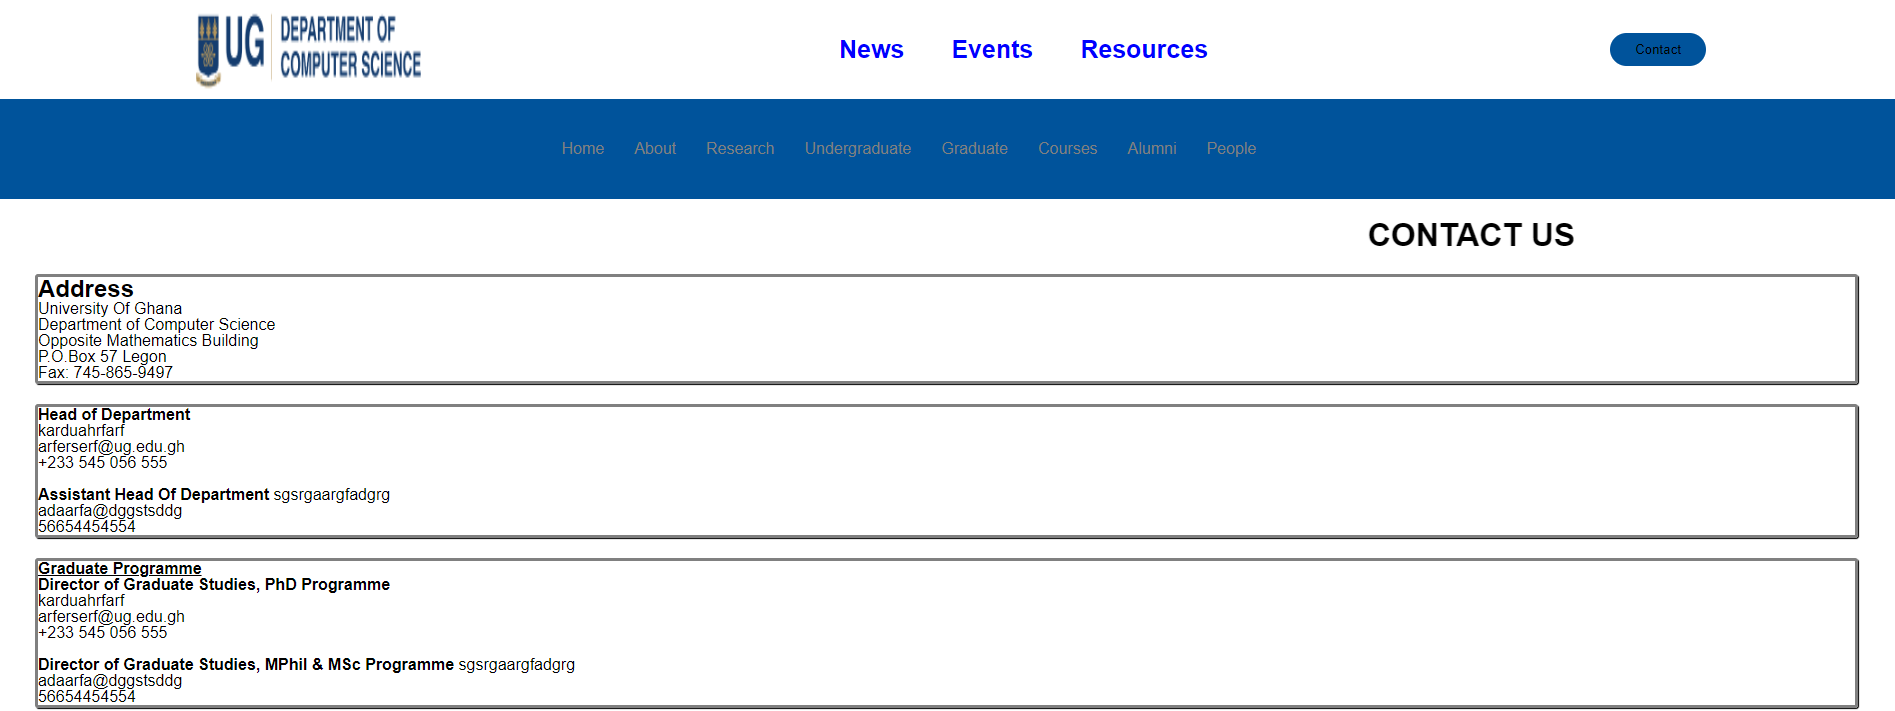 UG DEPARTMENT OF
COMPUTER SCIENCE
News Events Resources
Contact
Home About Research Undergraduate Graduate Courses Alumni People
CONTACT US
Address
University Of Ghana
Department of Computer Science
Opposite Mathematics Building
P.O.Box 57 Legon
Fax: 745-865-9497
Head of Department
karduahrfarf
arferserf@ug.edu.gh
+233 545 056 555
Assistant Head Of Department sgsrgaargfadgrg
adaarfa@dggstsddg
56654454554
Graduate Programme
Director of Graduate Studies, PhD Programme
karduahrfarf
arferserf@ug.edu.gh
+233 545 056 555
Director of Graduate Studies, MPhil & MSc Programme sgsrgaargfadgrg
adaarfa@dggstsddg
56654454554